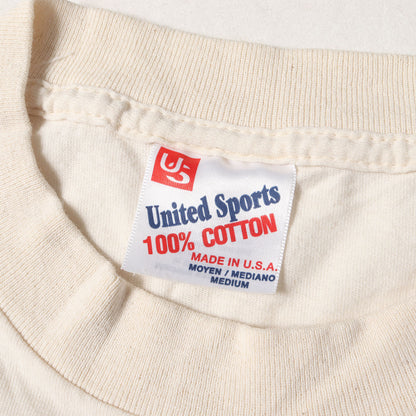 US
United Sports
100% COTTON
MADE IN U.S.A.
MOYEN / MEDIANO
MEDIUM